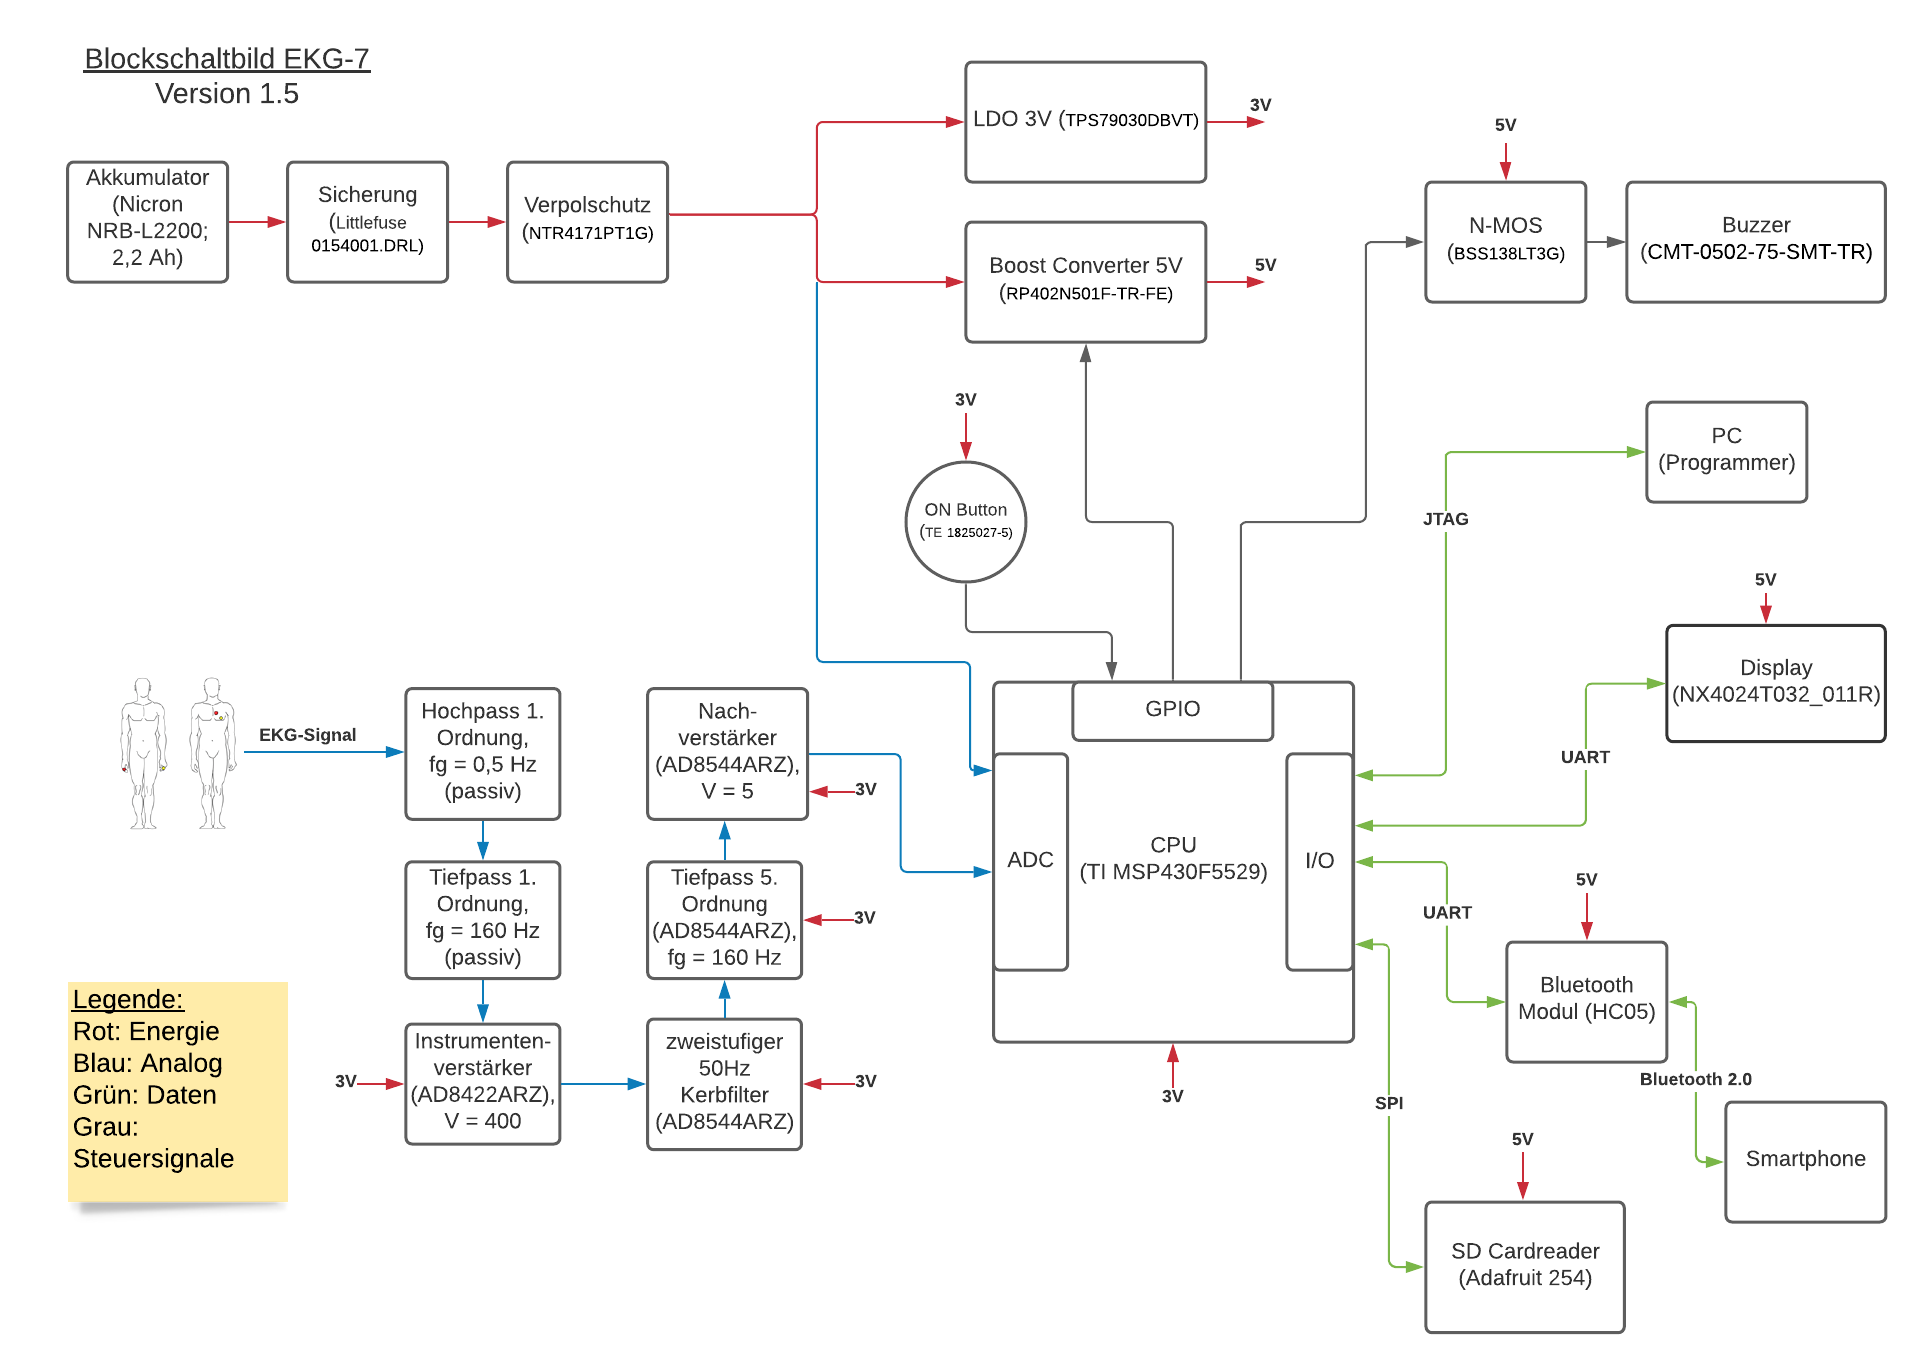 Blockschaltbild EKG-7
Version 1.5
Akkumulator
(Nicron
NRB-L2200;
2,2 Ah)
Sicherung
(Littlefuse
0154001.DRL)
Verpolschutz
(NTR4171PT1G)
LDO 3V (TPS79030DBVT)
3V
Boost Converter 5V
(RP402N501F-TR-FE)
5V
5V
N-MOS
(BSS138LT3G)
Buzzer
(CMT-0502-75-SMT-TR)
3V
ON Button
(TE 1825027-5)
PC
(Programmer)
JTAG
5V
Display
(NX4024T032_011R)
UART
EKG-Signal
Hochpass 1.
Ordnung,
fg = 0,5 Hz
(passiv)
Tiefpass 1.
Ordnung,
fg = 160 Hz
(passiv)
3V
Instrumenten-
verstärker
(AD8422ARZ),
V = 400
Nach-
verstärker
(AD8544ARZ),
V = 5
3V
Tiefpass 5.
Ordnung
(AD8544ARZ),
fg = 160 Hz
3V
zweistufiger
50Hz
Kerbfilter
(AD8544ARZ)
3V
GPIO
ADC
CPU
(TI MSP430F5529)
I/O
3V
UART
5V
Bluetooth
Modul (HC05)
Bluetooth 2.0
Smartphone
SPI
5V
SD Cardreader
(Adafruit 254)
Legende:
Rot: Energie
Blau: Analog
Grün: Daten
Grau:
Steuersignale